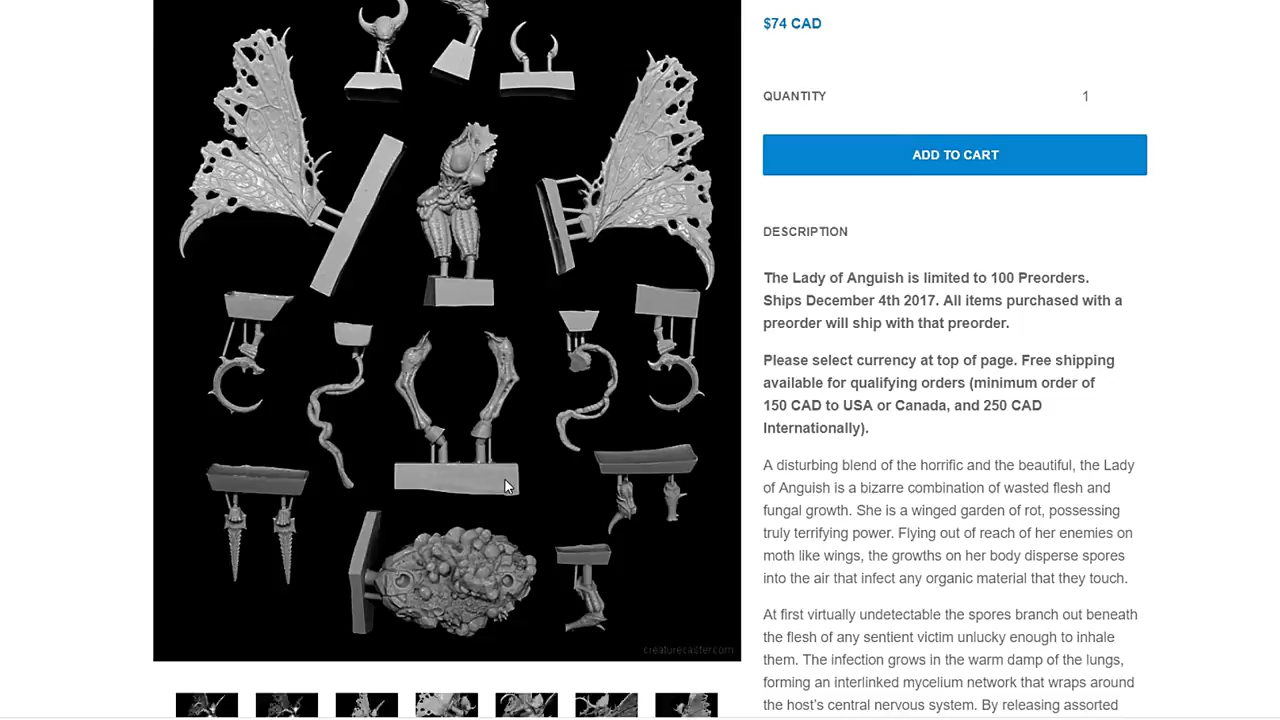 $74 CAD
QUANTITY 1
ADD TO CART
DESCRIPTION
The Lady of Anguish is limited to 100 Preorders.
Ships December 4th 2017. All items purchased with a
preorder will ship with that preorder.
Please select currency at top of page. Free shipping
available for qualifying orders (minimum order of
150 CAD to USA or Canada, and 250 CAD
Internationally).
A disturbing blend of the horrific and the beautiful, the Lady
of Anguish is a bizarre combination of wasted flesh and
fungal growth. She is a winged garden of rot, possessing
truly terrifying power. Flying out of reach of her enemies on
moth like wings, the growths on her body disperse spores
into the air that infect any organic material that they touch.
At first virtually undetectable the spores branch out beneath
the flesh of any sentient victim unlucky enough to inhale
them. The infection grows in the warm damp of the lungs,
forming an interlinked mycelium network that wraps around
the host's central nervous system. By releasing assorted
creaturecaster.com